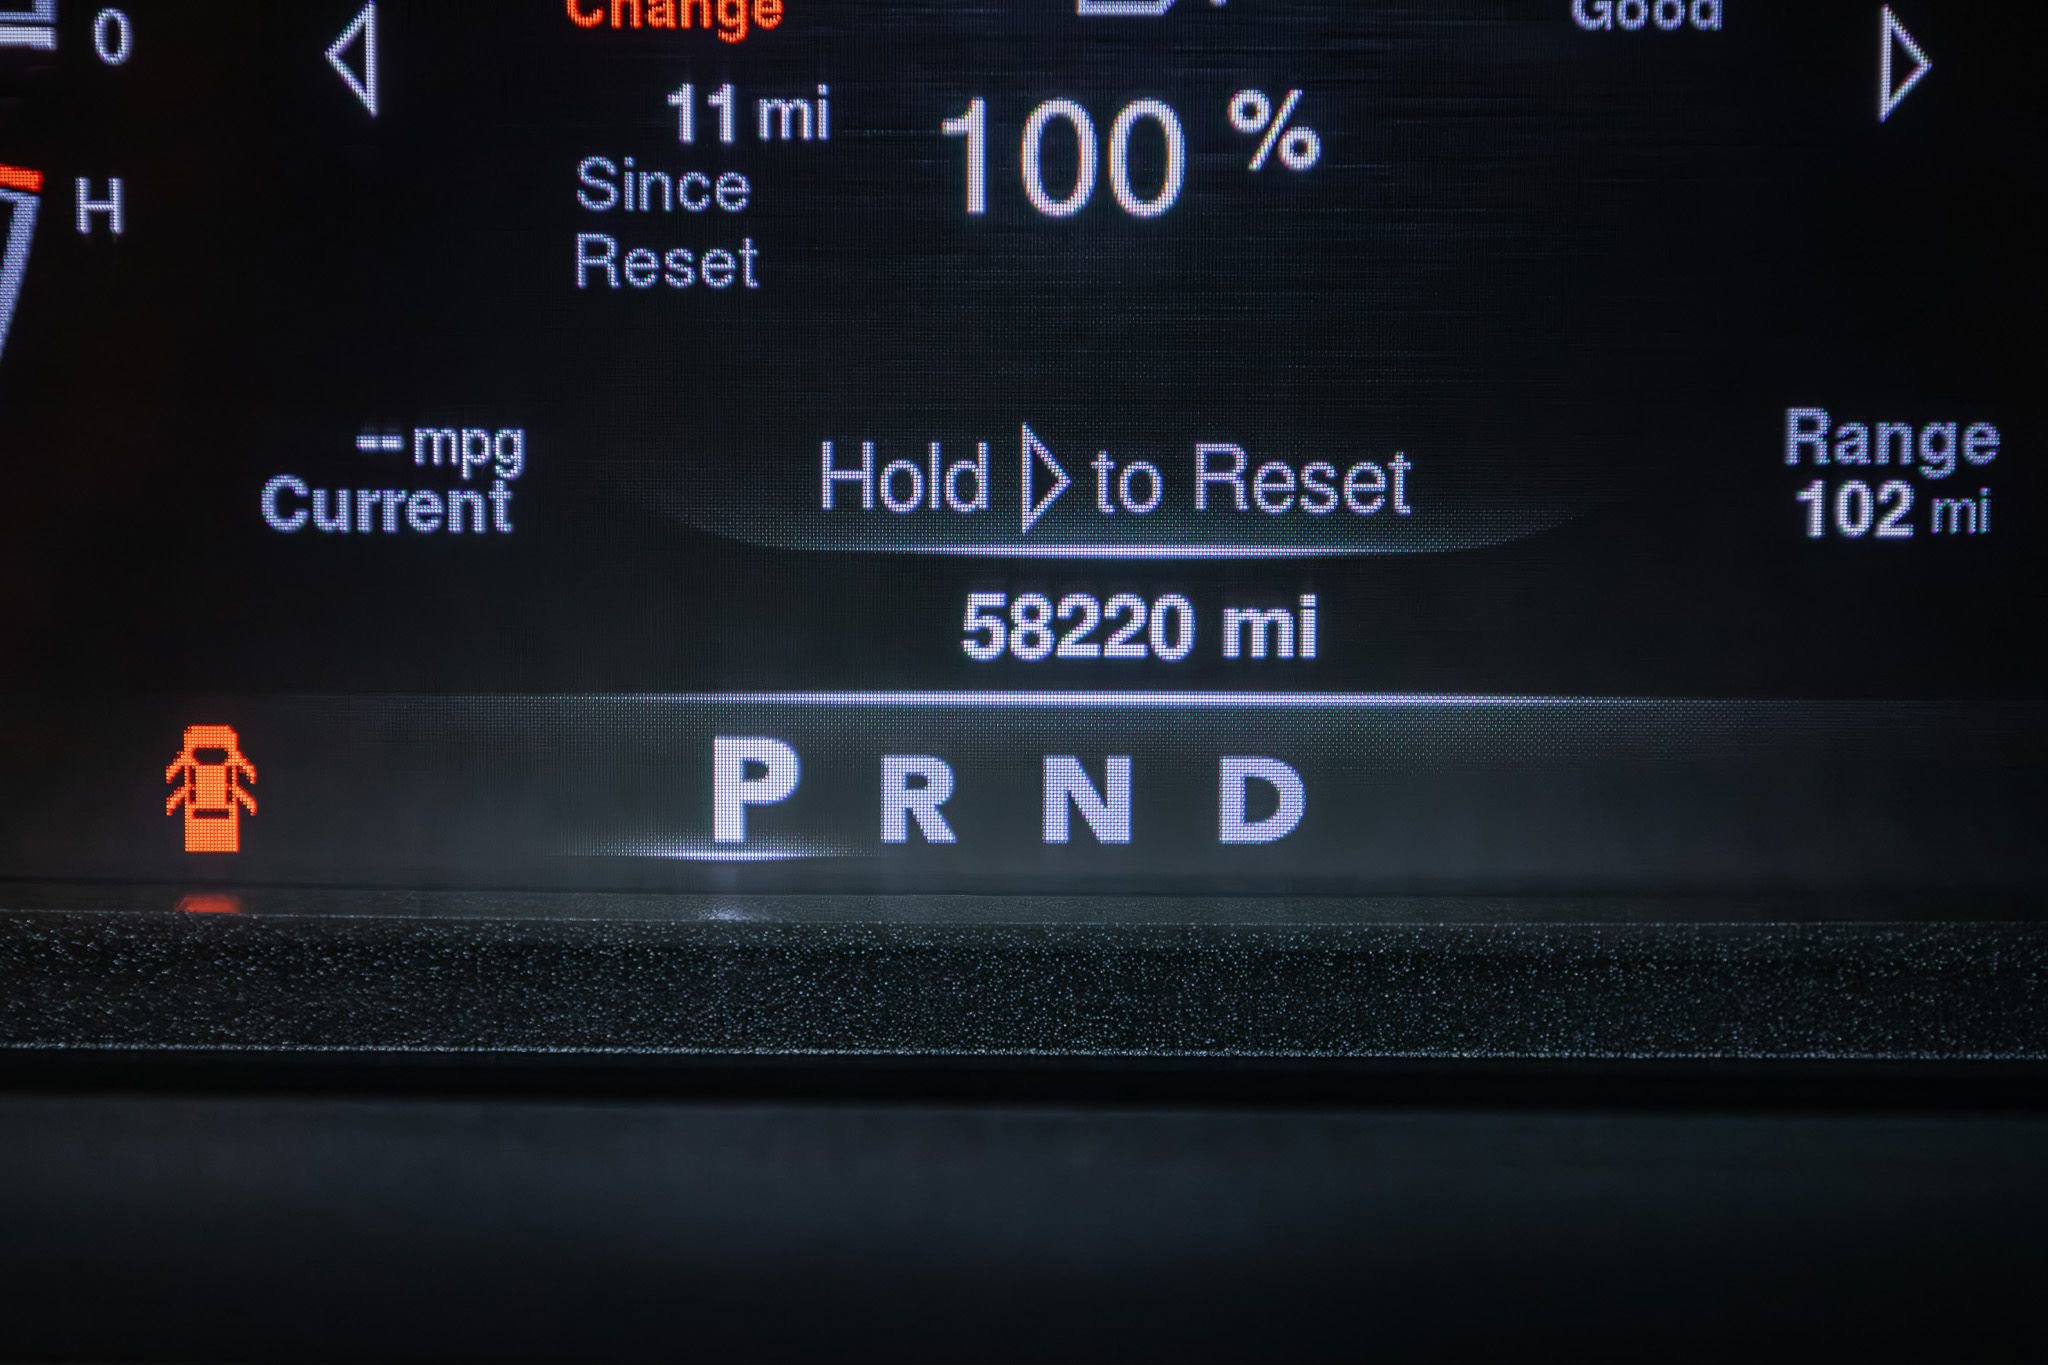 0
Change
Good
11 mi
100 %
Since
Reset
H
-- mpg
Current
Hold ▷ to Reset
Range
102 mi
58220 mi
P R N D